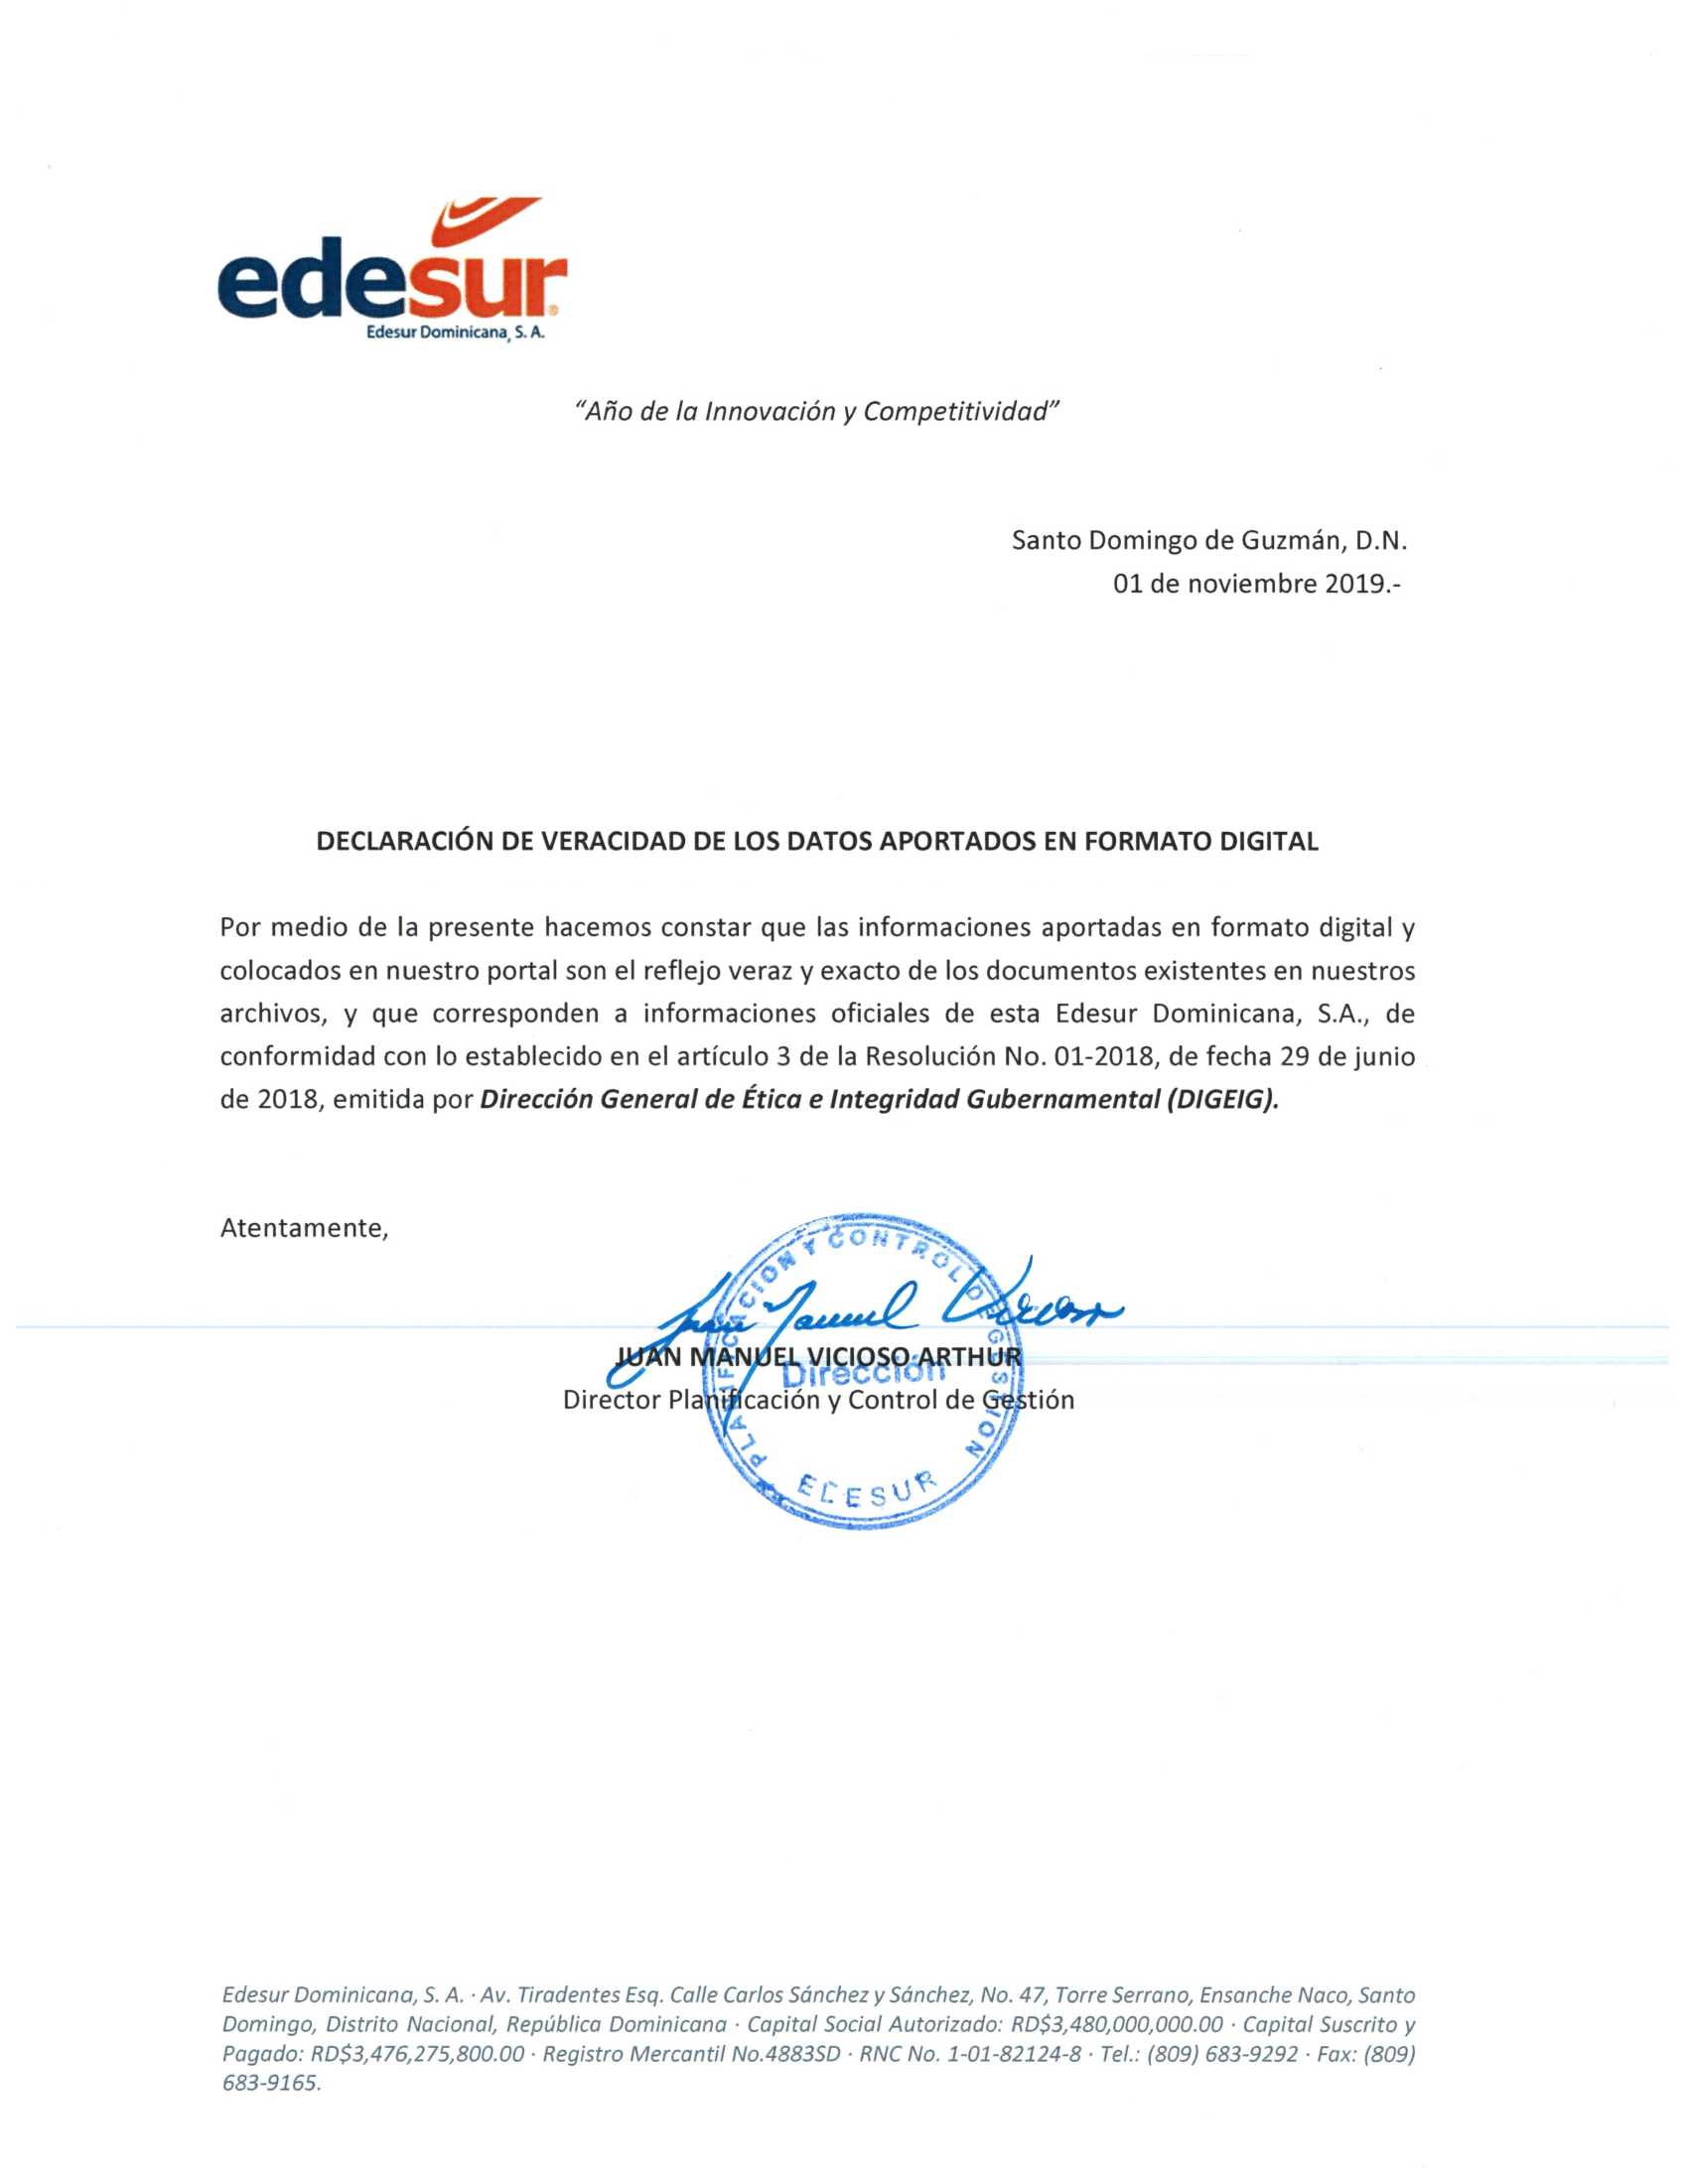 edesur
Edesur Dominicana, S. A.
“Año de la Innovación y Competitividad”
Santo Domingo de Guzmán, D.N.
01 de noviembre 2019.-
DECLARACIÓN DE VERACIDAD DE LOS DATOS APORTADOS EN FORMATO DIGITAL
Por medio de la presente hacemos constar que las informaciones aportadas en formato digital y
colocados en nuestro portal son el reflejo veraz y exacto de los documentos existentes en nuestros
archivos, y que corresponden a informaciones oficiales de esta Edesur Dominicana, S.A., de
conformidad con lo establecido en el artículo 3 de la Resolución No. 01-2018, de fecha 29 de junio
de 2018, emitida por Dirección General de Ética e Integridad Gubernamental (DIGEIG).
Atentamente,
PLANIFICACION Y CONTROL DE GESTION
Juan Manuel Vicioso
JUAN MANUEL VICIOSO ARTHUR
Dirección
Director Planificación y Control de Gestión
EDESUR
Edesur Dominicana, S. A. · Av. Tiradentes Esq. Calle Carlos Sánchez y Sánchez, No. 47, Torre Serrano, Ensanche Naco, Santo
Domingo, Distrito Nacional, República Dominicana · Capital Social Autorizado: RD$3,480,000,000.00 · Capital Suscrito y
Pagado: RD$3,476,275,800.00 · Registro Mercantil No.4883SD · RNC No. 1-01-82124-8 · Tel.: (809) 683-9292 · Fax: (809)
683-9165.